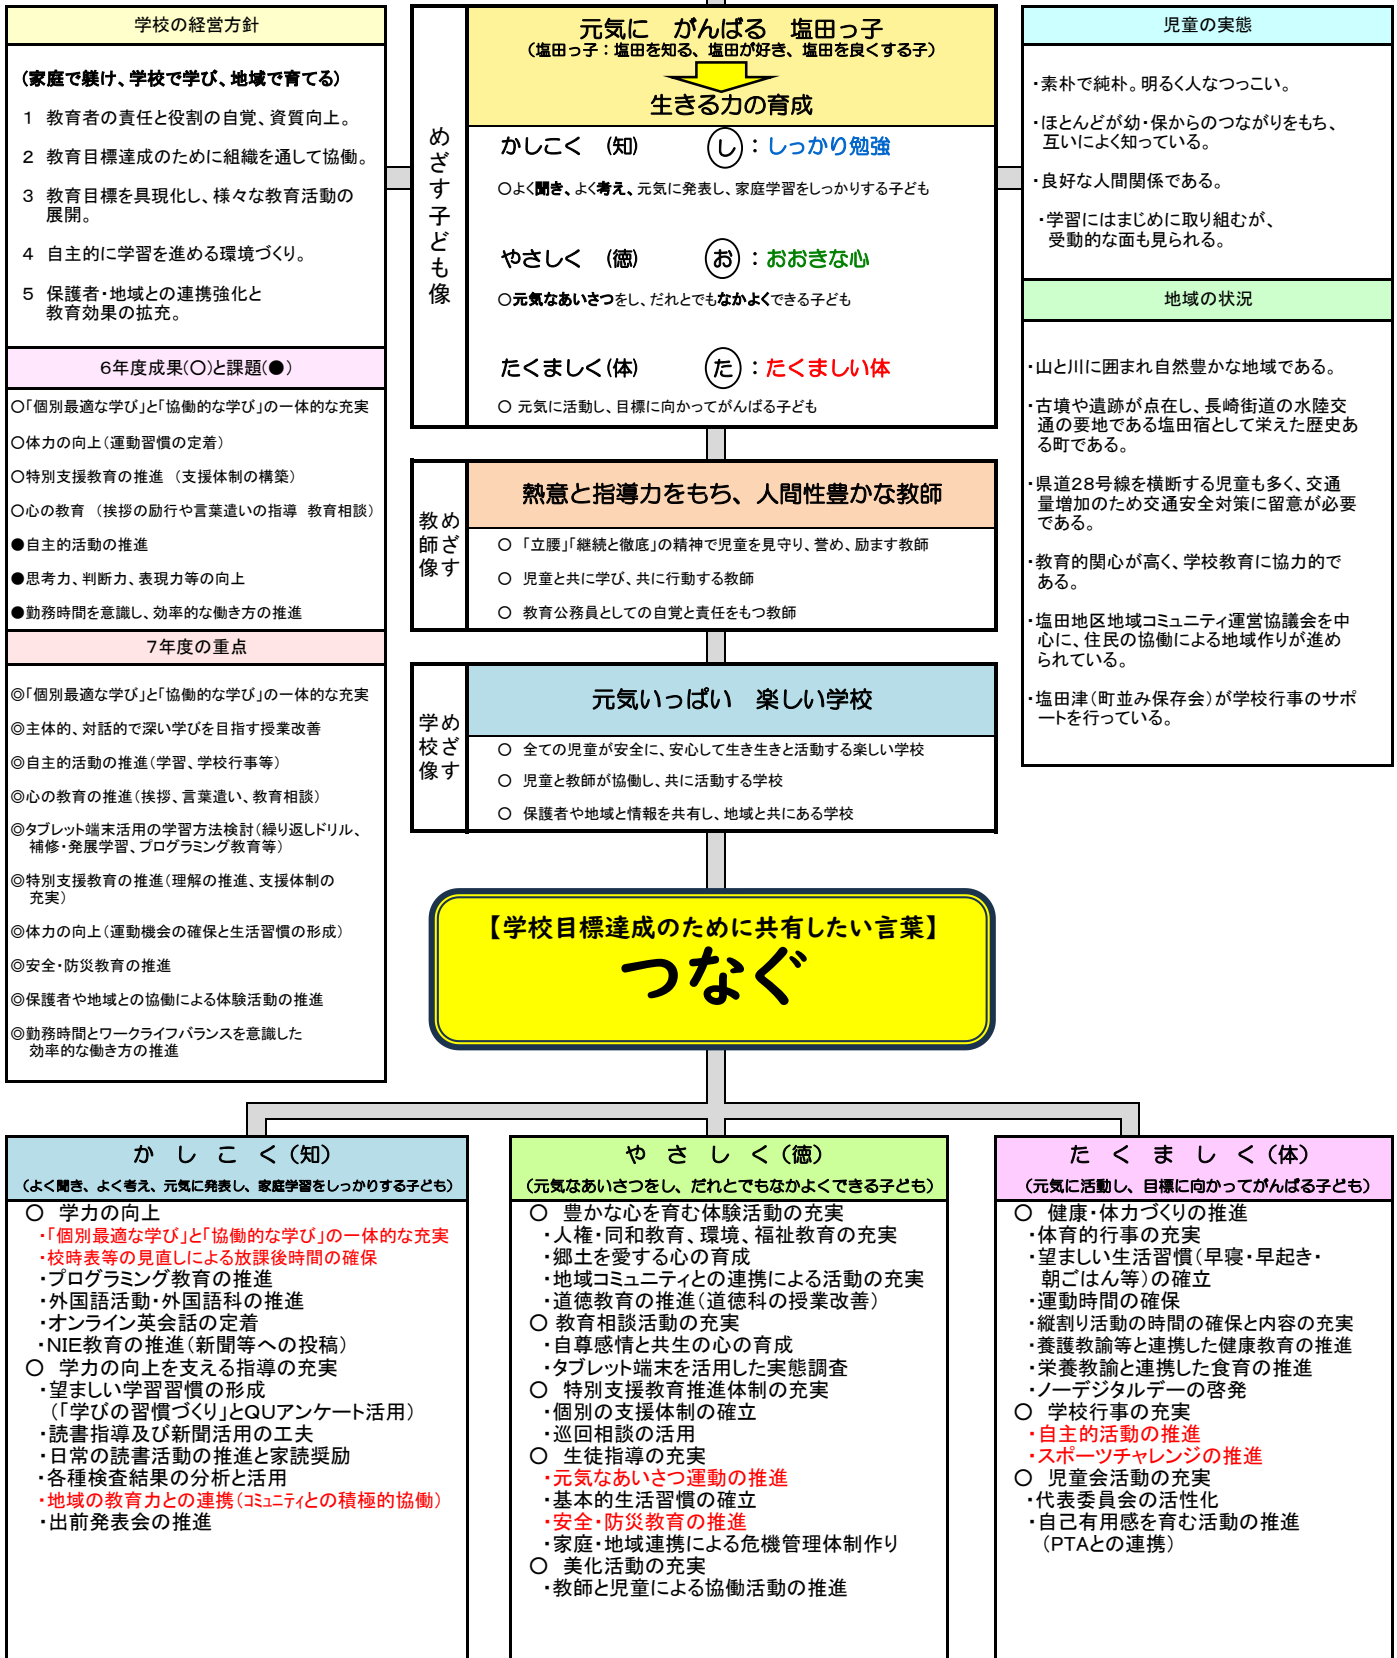 学校の経営方針
(家庭で躾け、学校で学び、地域で育てる)
1 教育者の責任と役割の自覚、資質向上。
2 教育目標達成のために組織を通して協働。
3 教育目標を具現化し、様々な教育活動の
展開。
4 自主的に学習を進める環境づくり。
5 保護者・地域との連携強化と
教育効果の拡充。
6年度成果(○)と課題(●)
○「個別最適な学び」と「協働的な学び」の一体的な充実
○体力の向上(運動習慣の定着)
○特別支援教育の推進 (支援体制の構築)
○心の教育 (挨拶の励行や言葉遣いの指導 教育相談)
●自主的活動の推進
●思考力、判断力、表現力等の向上
●勤務時間を意識し、効率的な働き方の推進
7年度の重点
◎「個別最適な学び」と「協働的な学び」の一体的な充実
◎主体的、対話的で深い学びを目指す授業改善
◎自主的活動の推進(学習、学校行事等)
◎心の教育の推進(挨拶、言葉遣い、教育相談)
◎タブレット端末活用の学習方法検討(繰り返しドリル、
補修・発展学習、プログラミング教育等)
◎特別支援教育の推進(理解の推進、支援体制の
充実)
◎体力の向上(運動機会の確保と生活習慣の形成)
◎安全・防災教育の推進
◎保護者や地域との協働による体験活動の推進
◎勤務時間とワークライフバランスを意識した
効率的な働き方の推進
めざす子ども像
元気に がんばる 塩田っ子
(塩田っ子：塩田を知る、塩田が好き、塩田を良くする子)
生きる力の育成
かしこく (知) し：しっかり勉強
○よく聞き、よく考え、元気に発表し、家庭学習をしっかりする子ども
やさしく (徳) お：おおきな心
○元気なあいさつをし、だれとでもなかよくできる子ども
たくましく(体) た：たくましい体
○ 元気に活動し、目標に向かってがんばる子ども
めざす教師像
熱意と指導力をもち、人間性豊かな教師
○ 「立腰」「継続と徹底」の精神で児童を見守り、誉め、励ます教師
○ 児童と共に学び、共に行動する教師
○ 教育公務員としての自覚と責任をもつ教師
めざす学校像
元気いっぱい 楽しい学校
○ 全ての児童が安全に、安心して生き生きと活動する楽しい学校
○ 児童と教師が協働し、共に活動する学校
○ 保護者や地域と情報を共有し、地域と共にある学校
児童の実態
・素朴で純朴。明るく人なつっこい。
・ほとんどが幼・保からのつながりをもち、
互いによく知っている。
・良好な人間関係である。
・学習にはまじめに取り組むが、
受動的な面も見られる。
地域の状況
・山と川に囲まれ自然豊かな地域である。
・古墳や遺跡が点在し、長崎街道の水陸交
通の要地である塩田宿として栄えた歴史あ
る町である。
・県道28号線を横断する児童も多く、交通
量増加のため交通安全対策に留意が必要
である。
・教育的関心が高く、学校教育に協力的で
ある。
・塩田地区地域コミュニティ運営協議会を中
心に、住民の協働による地域作りが進め
られている。
・塩田津(町並み保存会)が学校行事のサポ
ートを行っている。
【学校目標達成のために共有したい言葉】
つなぐ
か し こ く (知)
(よく聞き、よく考え、元気に発表し、家庭学習をしっかりする子ども)
○ 学力の向上
・「個別最適な学び」と「協働的な学び」の一体的な充実
・校時表等の見直しによる放課後時間の確保
・プログラミング教育の推進
・外国語活動・外国語科の推進
・オンライン英会話の定着
・NIE教育の推進(新聞等への投稿)
○ 学力の向上を支える指導の充実
・望ましい学習習慣の形成
(「学びの習慣づくり」とQUアンケート活用)
・読書指導及び新聞活用の工夫
・日常の読書活動の推進と家読奨励
・各種検査結果の分析と活用
・地域の教育力との連携(コミュニティとの積極的協働)
・出前発表会の推進
や さ し く (徳)
(元気なあいさつをし、だれとでもなかよくできる子ども)
○ 豊かな心を育む体験活動の充実
・人権・同和教育、環境、福祉教育の充実
・郷土を愛する心の育成
・地域コミュニティとの連携による活動の充実
・道徳教育の推進(道徳科の授業改善)
○ 教育相談活動の充実
・自尊感情と共生の心の育成
・タブレット端末を活用した実態調査
○ 特別支援教育推進体制の充実
・個別の支援体制の確立
・巡回相談の活用
○ 生徒指導の充実
・元気なあいさつ運動の推進
・基本的生活習慣の確立
・安全・防災教育の推進
・家庭・地域連携による危機管理体制作り
○ 美化活動の充実
・教師と児童による協働活動の推進
た く ま し く (体)
(元気に活動し、目標に向かってがんばる子ども)
○ 健康・体力づくりの推進
・体育的行事の充実
・望ましい生活習慣(早寝・早起き・
朝ごはん等)の確立
・運動時間の確保
・縦割り活動の時間の確保と内容の充実
・養護教諭等と連携した健康教育の推進
・栄養教諭と連携した食育の推進
・ノーデジタルデーの啓発
○ 学校行事の充実
・自主的活動の推進
・スポーツチャレンジの推進
○ 児童会活動の充実
・代表委員会の活性化
・自己有用感を育む活動の推進
(PTAとの連携)